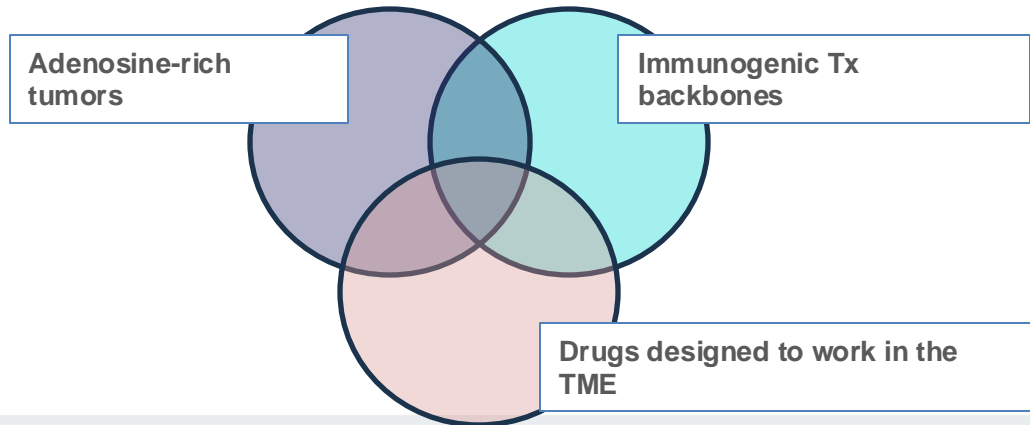 Adenosine-rich
tumors
Immunogenic Tx
backbones
Drugs designed to work in the
TME